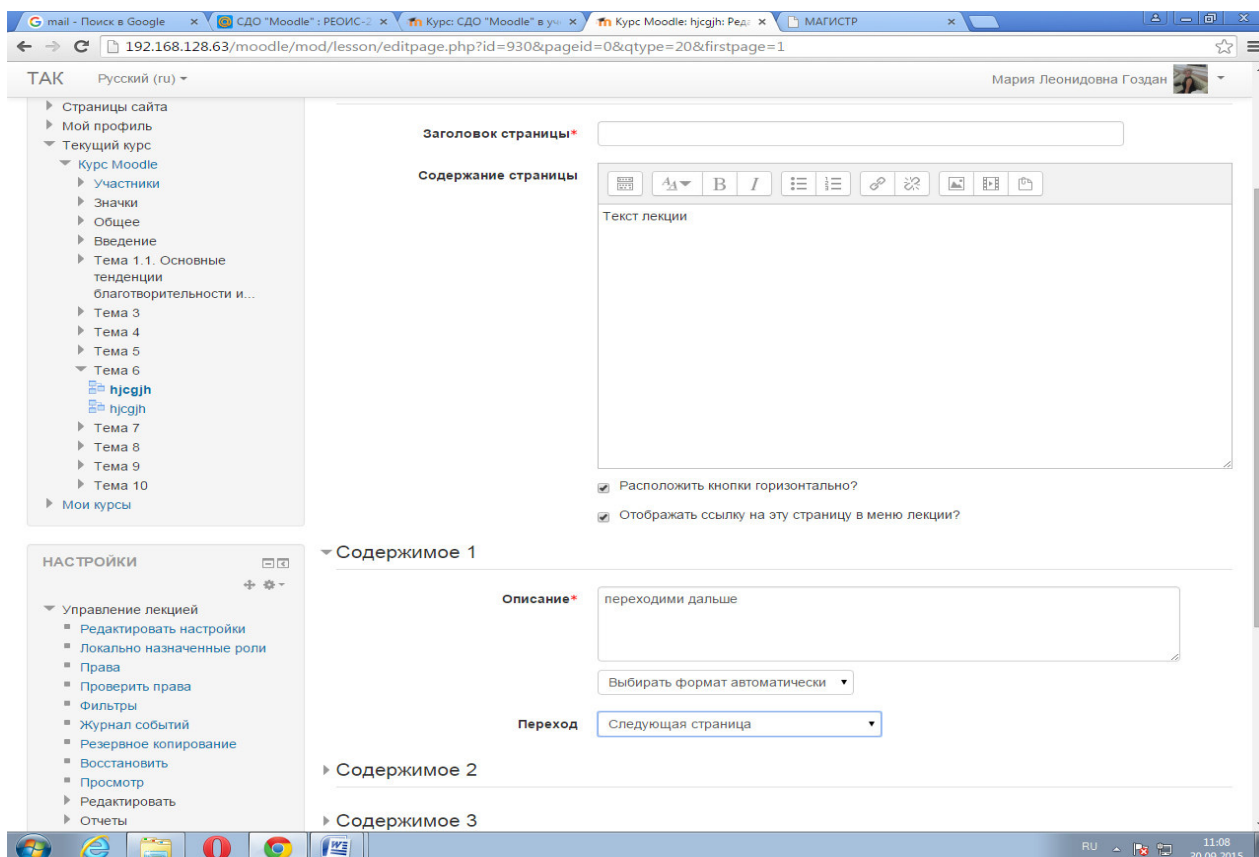 mail - Поиск в Google
СДО "Moodle" : РЕОИС-2
Курс: СДО "Moodle" в уч
Курс Moodle: hjcgjh: Реда
МАГИСТР
192.168.128.63/moodle/mod/lesson/editpage.php?id=930&pageid=0&qtype=20&firstpage=1
ТАК
Русский (ru)
Мария Леонидовна Гоздан
Страницы сайта
Мой профиль
Текущий курс
Курс Moodle
Участники
Значки
Общее
Введение
Тема 1.1. Основные
тенденции
благотворительности и...
Тема 3
Тема 4
Тема 5
Тема 6
hjcgjh
hjcgjh
Тема 7
Тема 8
Тема 9
Тема 10
Мои курсы
НАСТРОЙКИ
Управление лекцией
Редактировать настройки
Локально назначенные роли
Права
Проверить права
Фильтры
Журнал событий
Резервное копирование
Восстановить
Просмотр
Редактировать
Отчеты
Заголовок страницы*
Содержание страницы
Текст лекции
Расположить кнопки горизонтально?
Отображать ссылку на эту страницу в меню лекции?
Содержимое 1
Описание*
переходими дальше
Выбирать формат автоматически
Переход
Следующая страница
Содержимое 2
Содержимое 3
RU
11:08
30.09.2015